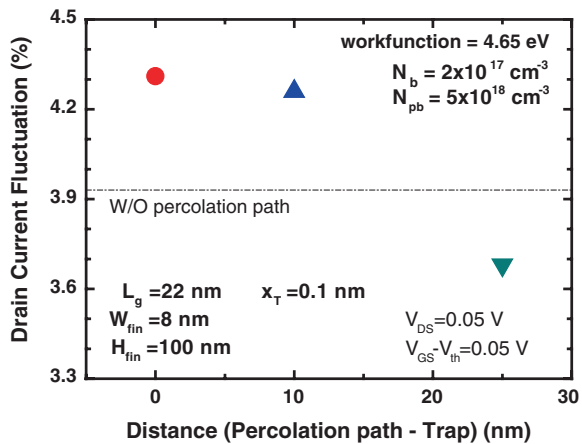 4.5
4.2
3.9
3.6
3.3
Drain Current Fluctuation (%)
workfunction = 4.65 eV
N_b = 2x10^17 cm^-3
N_pb = 5x10^18 cm^-3
W/O percolation path
L_g =22 nm x_T =0.1 nm
W_fin =8 nm
H_fin =100 nm
V_DS =0.05 V
V_GS -V_th =0.05 V
0 10 20 30
Distance (Percolation path - Trap) (nm)